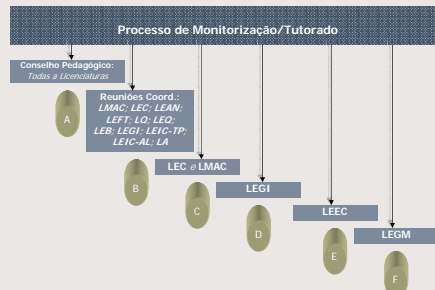 Processo de Monitorização/Tutorado
Conselho Pedagógico:
Todas a Licenciaturas
A
Reuniões Coord.:
LMAC; LEC; LEAN;
LEFT; LQ; LEQ;
LEB; LEGI; LEIC-TP;
LEIC-AL; LA
B
LEC e LMAC
C
LEGI
D
LEEC
E
LEGM
F